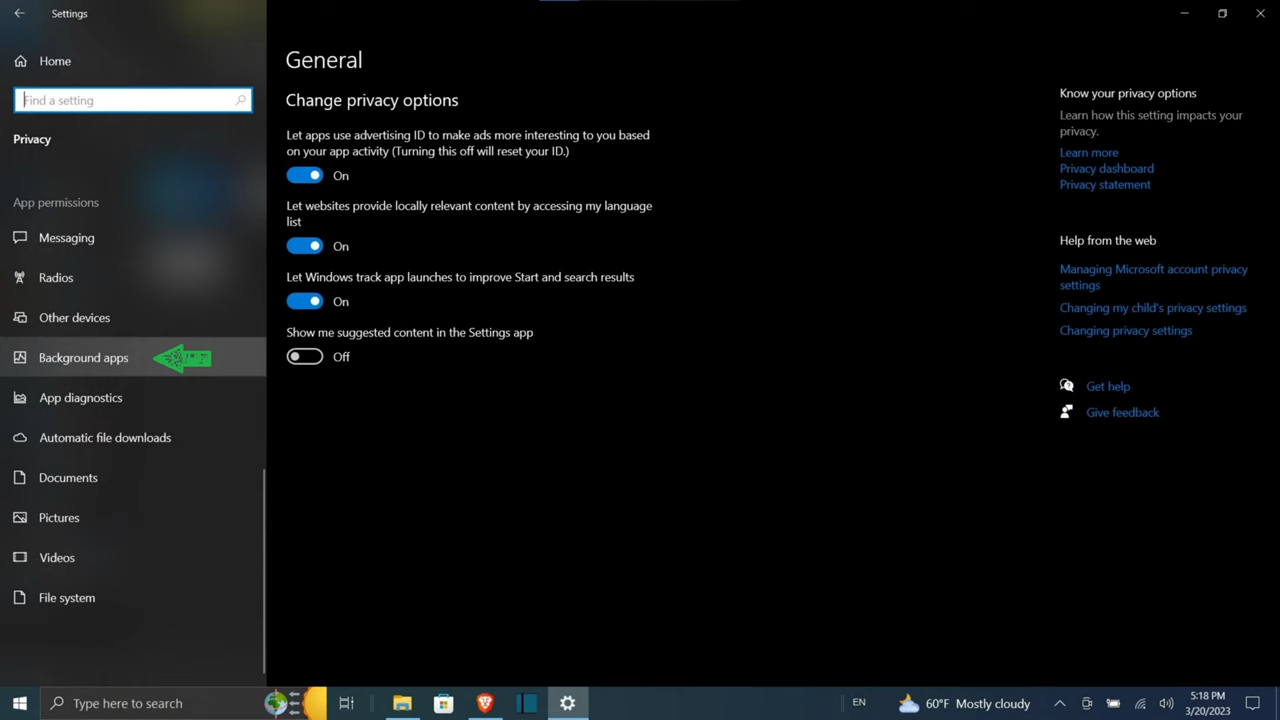 Settings
Home
Find a setting
Privacy
App permissions
Messaging
Radios
Other devices
Background apps
App diagnostics
Automatic file downloads
Documents
Pictures
Videos
File system
General
Change privacy options
Let apps use advertising ID to make ads more interesting to you based
on your app activity (Turning this off will reset your ID.)
On
Let websites provide locally relevant content by accessing my language
list
On
Let Windows track app launches to improve Start and search results
On
Show me suggested content in the Settings app
Off
Know your privacy options
Learn how this setting impacts your
privacy.
Learn more
Privacy dashboard
Privacy statement
Help from the web
Managing Microsoft account privacy
settings
Changing my child's privacy settings
Changing privacy settings
Get help
Give feedback
Type here to search
EN
60°F Mostly cloudy
5:18 PM
3/20/2023